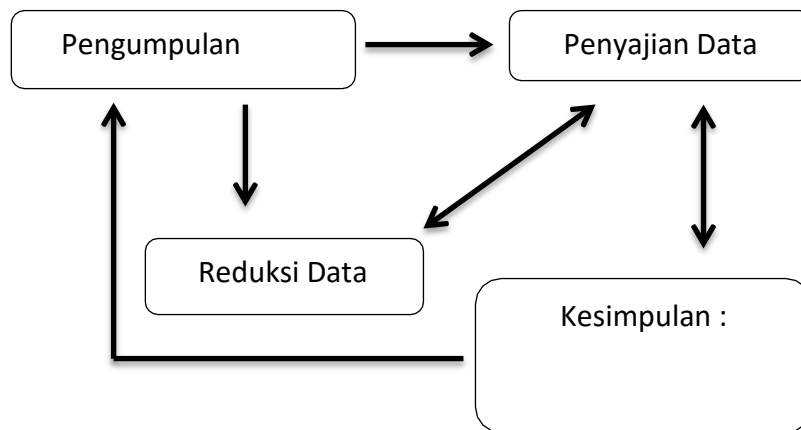 Pengumpulan
Penyajian Data
Reduksi Data
Kesimpulan :